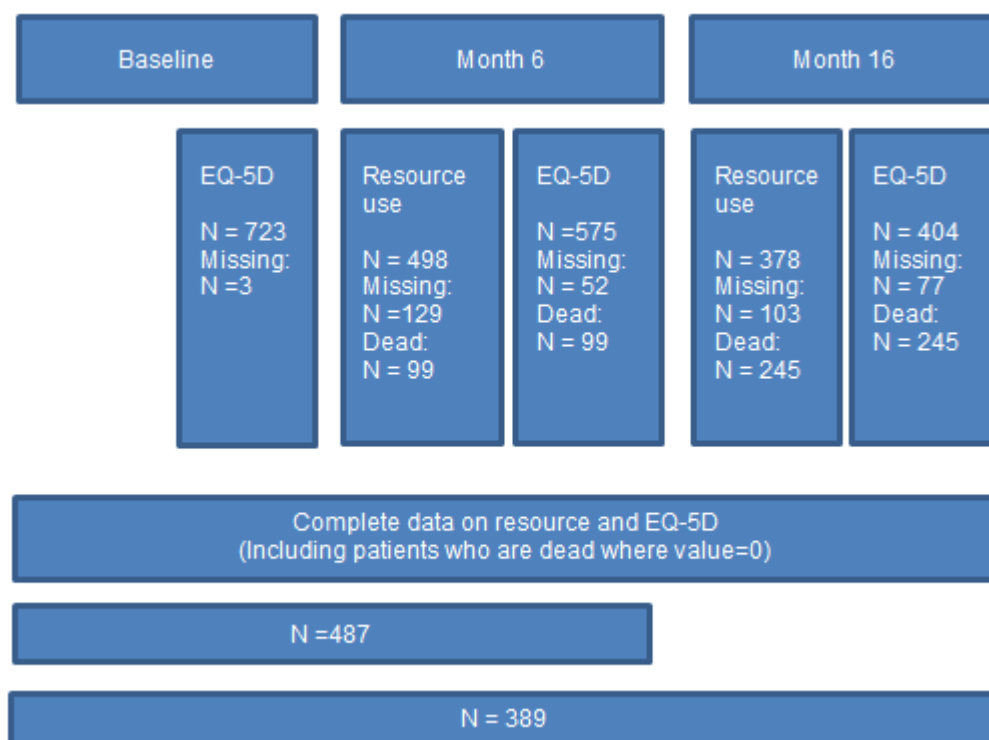 Baseline
Month 6
Month 16
EQ-5D
N = 723
Missing:
N =3
Resource
use
N = 498
Missing:
N =129
Dead:
N = 99
EQ-5D
N =575
Missing:
N = 52
Dead:
N = 99
Resource
use
N = 378
Missing:
N = 103
Dead:
N = 245
EQ-5D
N = 404
Missing:
N = 77
Dead:
N = 245
Complete data on resource and EQ-5D
(Including patients who are dead where value=0)
N =487
N = 389